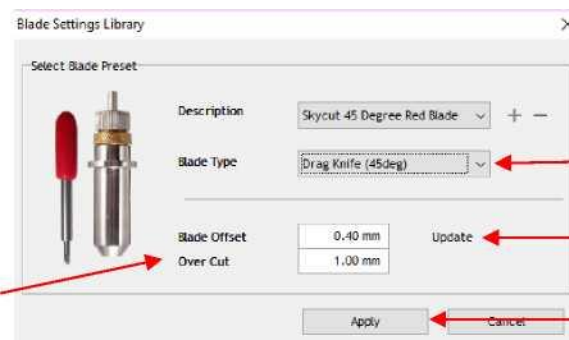 Blade Settings Library
Select Blade Preset
Description Skycut 45 Degree Red Blade + −
Blade Type Drag Knife (45deg)
Blade Offset 0.40 mm Update
Over Cut 1.00 mm
Apply Cancel